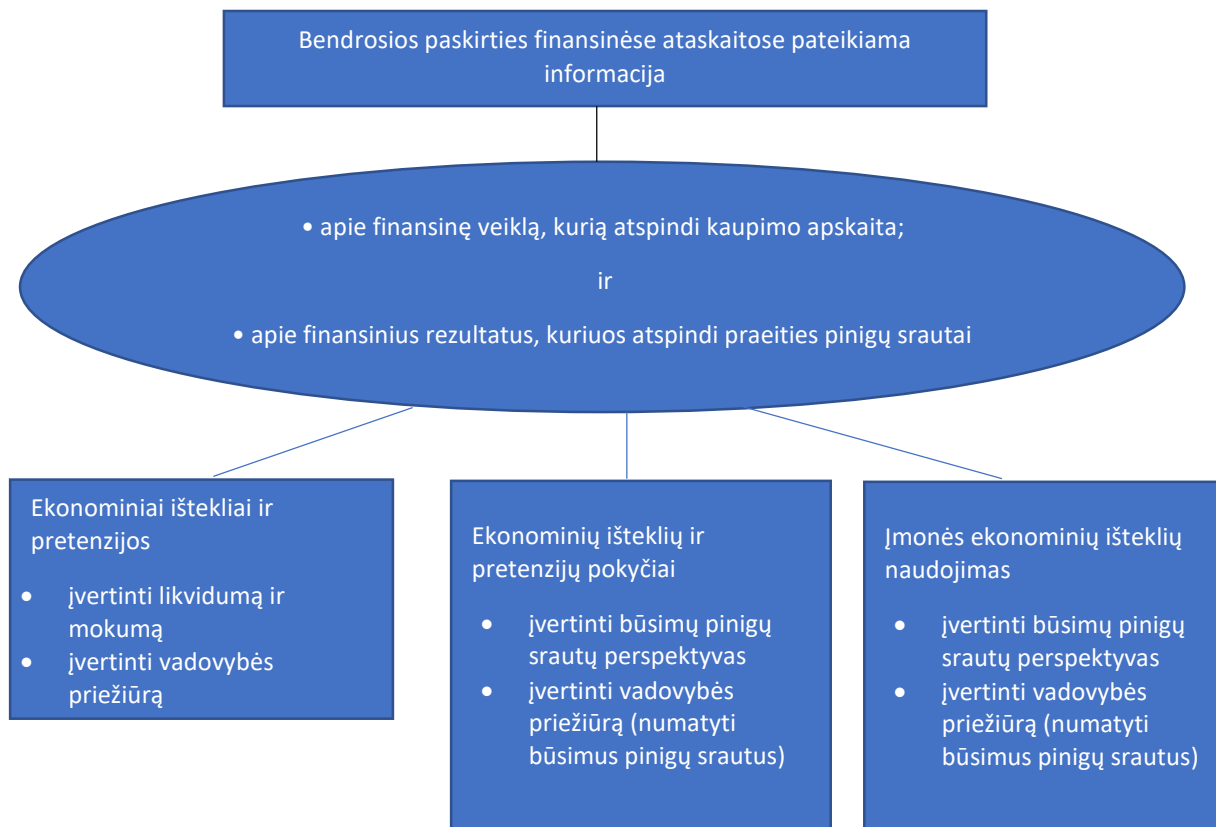 Bendrosios paskirties finansinėse ataskaitose pateikiama
informacija
• apie finansinę veiklą, kurią atspindi kaupimo apskaita;
ir
• apie finansinius rezultatus, kuriuos atspindi praeities pinigų srautai
Ekonominiai ištekliai ir
pretenzijos
• įvertinti likvidumą ir
mokumą
• įvertinti vadovybės
priežiūrą
Ekonominių išteklių ir
pretenzijų pokyčiai
• įvertinti būsimų pinigų
srautų perspektyvas
• įvertinti vadovybės
priežiūrą (numatyti
būsimus pinigų srautus)
Įmonės ekonominių išteklių
naudojimas
• įvertinti būsimų pinigų
srautų perspektyvas
• įvertinti vadovybės
priežiūrą (numatyti
būsimus pinigų srautus)